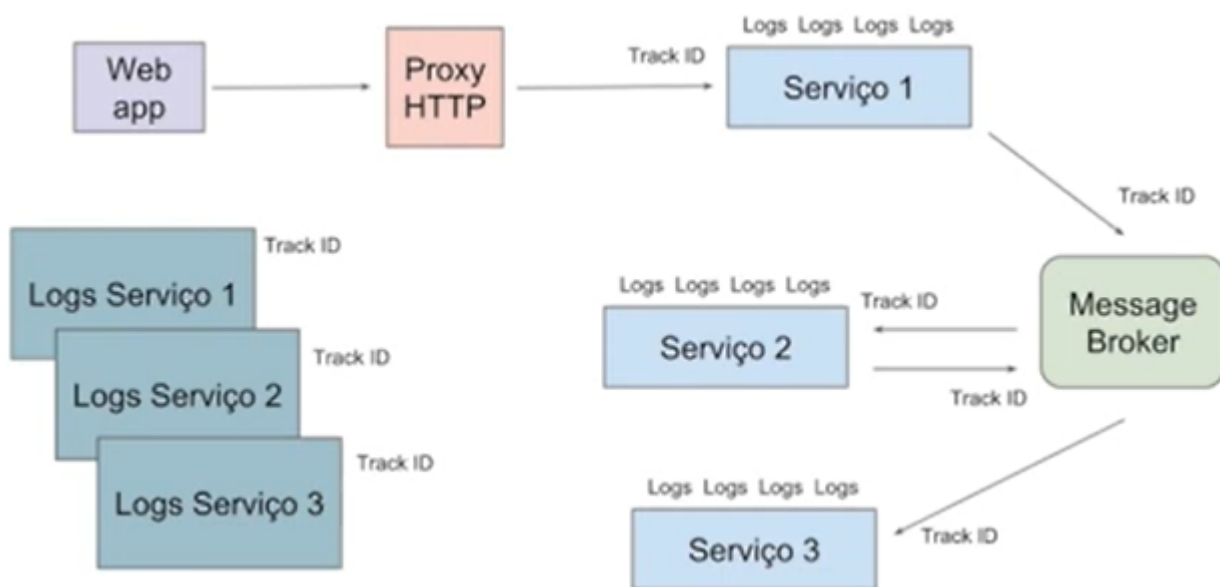 Logs Logs Logs Logs
Web
app
Proxy
HTTP
Track ID
Serviço 1
Track ID
Track ID
Logs Serviço 1
Logs Logs Logs Logs
Track ID
Message
Broker
Serviço 2
Track ID
Logs Serviço 2
Track ID
Track ID
Logs Serviço 3
Logs Logs Logs Logs
Serviço 3
Track ID